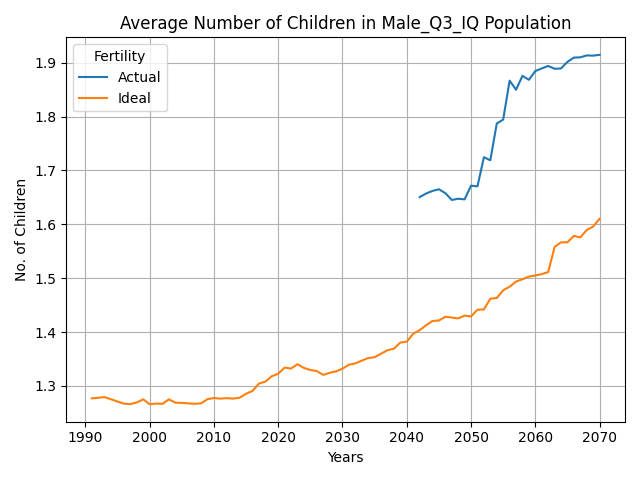 Average Number of Children in Male_Q3_IQ Population
Fertility
Actual
Ideal
No. of Children
1.9
1.8
1.7
1.6
1.5
1.4
1.3
1990 2000 2010 2020 2030 2040 2050 2060 2070
Years